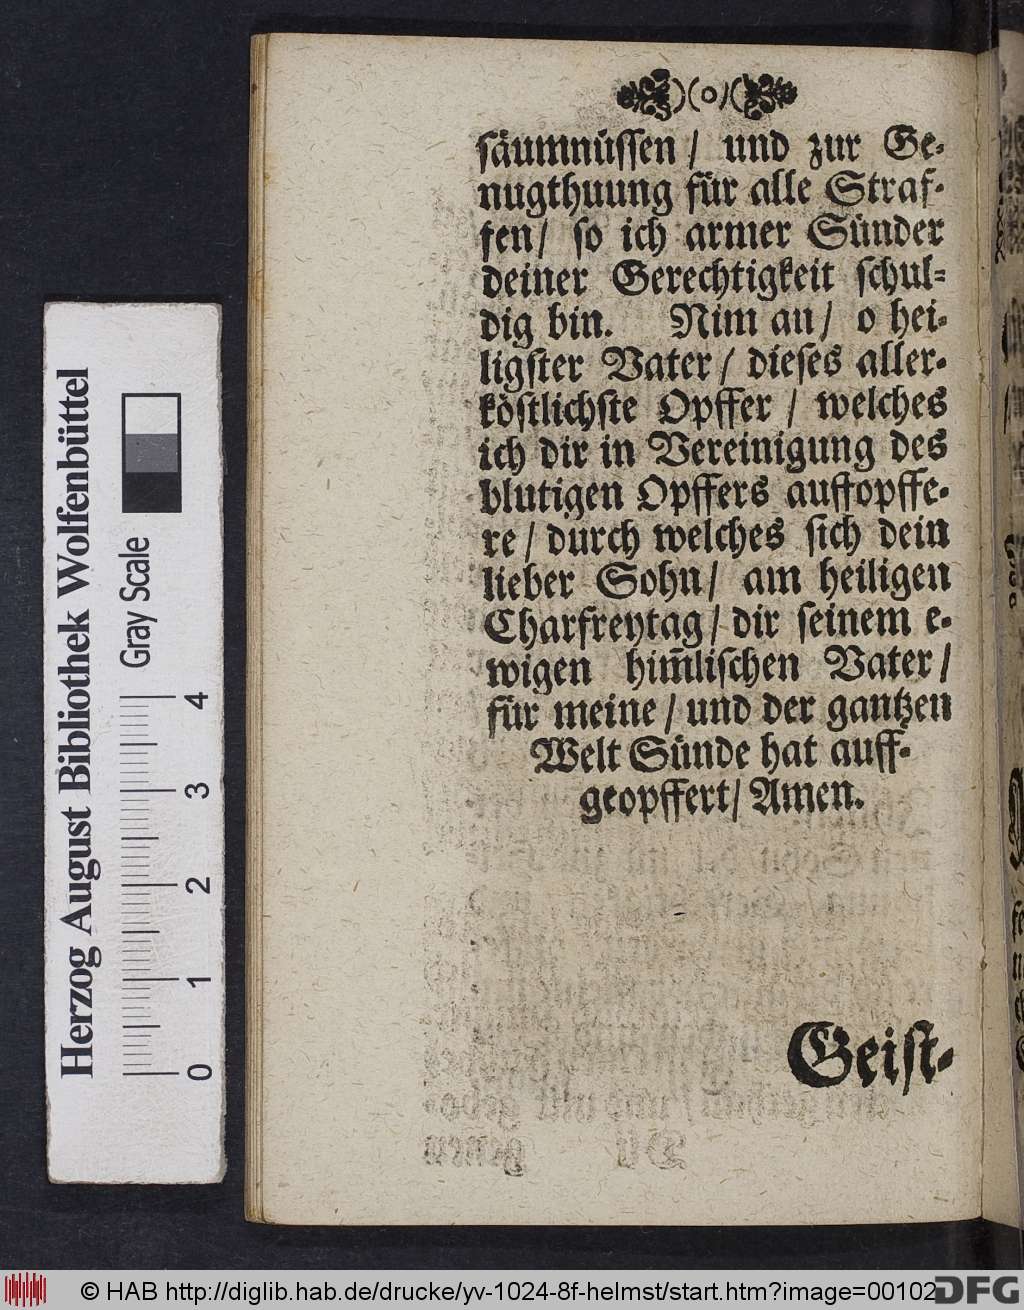 )(o)(
säumnüssen / und zur Ge-
nugthuung für alle Straf-
fen / so ich armer Sünder
deiner Gerechtigkeit schul-
dig bin. Nim an / o hei-
ligster Vater / dieses aller-
köstlichste Opffer / welches
ich dir in Vereinigung des
blutigen Opffers auffopffe-
re / durch welches sich dein
lieber Sohn / am heiligen
Charfreytag / dir seinem e-
wigen him̃lischen Vater /
für meine / und der gantzen
Welt Sünde hat auff-
geopffert / Amen.
Geist-
Herzog August Bibliothek Wolfenbüttel
Gray Scale
0 1 2 3 4
© HAB http://diglib.hab.de/drucke/yv-1024-8f-helmst/start.htm?image=00102
DFG